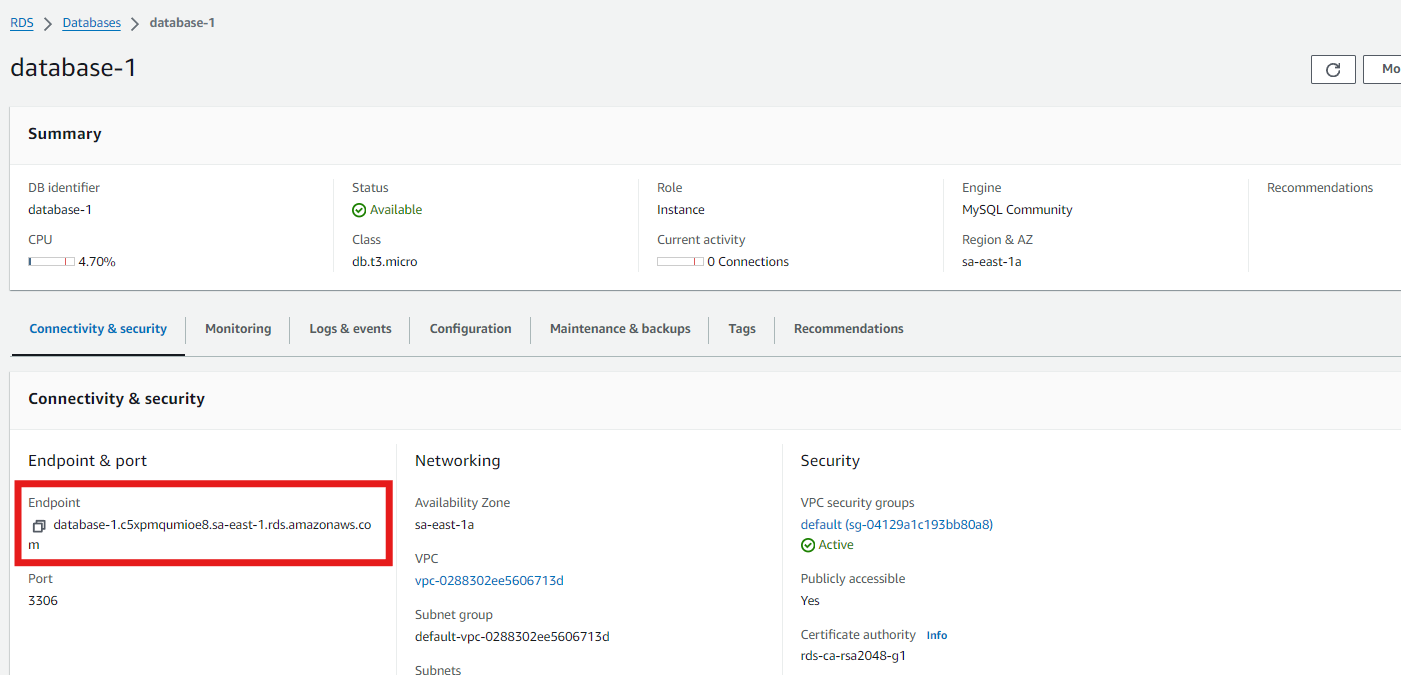 RDS > Databases > database-1
database-1
Mo
Summary
DB identifier
database-1
CPU
4.70%
Status
Available
Class
db.t3.micro
Role
Instance
Current activity
0 Connections
Engine
MySQL Community
Region & AZ
sa-east-1a
Recommendations
Connectivity & security
Monitoring
Logs & events
Configuration
Maintenance & backups
Tags
Recommendations
Connectivity & security
Endpoint & port
Endpoint
database-1.c5xpmqumioe8.sa-east-1.rds.amazonaws.co
m
Port
3306
Networking
Availability Zone
sa-east-1a
VPC
vpc-0288302ee5606713d
Subnet group
default-vpc-0288302ee5606713d
Subnets
Security
VPC security groups
default (sg-04129a1c193bb80a8)
Active
Publicly accessible
Yes
Certificate authority Info
rds-ca-rsa2048-g1